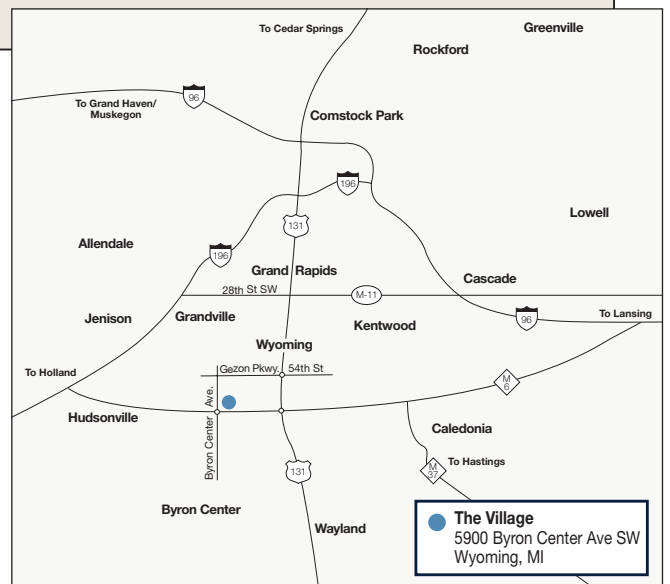 To Cedar Springs
Greenville
Rockford
96
To Grand Haven/
Muskegon
Comstock Park
196
Lowell
131
Allendale
196
Grand Rapids
Cascade
28th St SW
M-11
Jenison
Grandville
Kentwood
96
To Lansing
Wyoming
To Holland
Gezon Pkwy.
54th St
M
6
Byron Center Ave.
Hudsonville
Caledonia
To Hastings
M
37
131
Byron Center
Wayland
The Village
5900 Byron Center Ave SW
Wyoming, MI